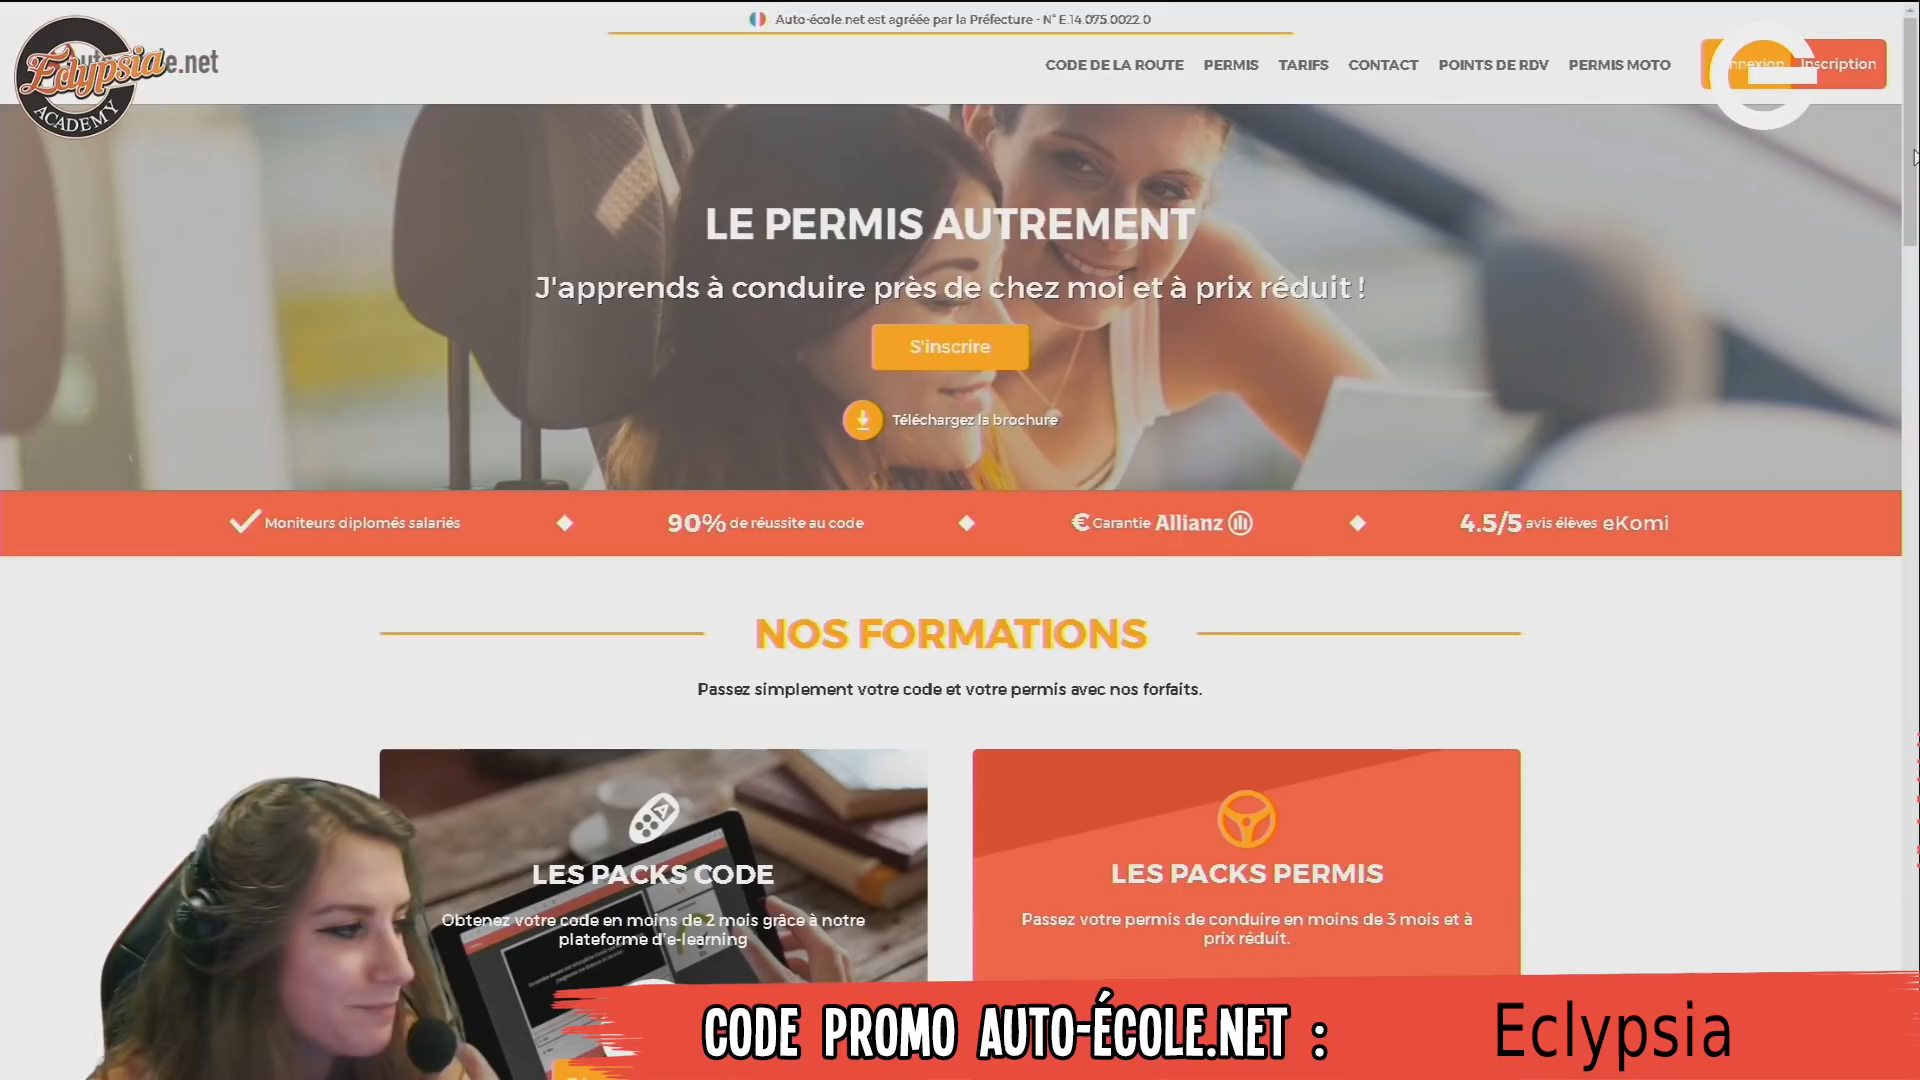 Auto-école.net est agréée par la Préfecture - N° E.14.075.0022.0
Eclypsia
ACADEMY
e.net
CODE DE LA ROUTE
PERMIS
TARIFS
CONTACT
POINTS DE RDV
PERMIS MOTO
Inscription
LE PERMIS AUTREMENT
J'apprends à conduire près de chez moi et à prix réduit !
S'inscrire
Téléchargez la brochure
Moniteurs diplomés salariés
90% de réussite au code
€ Garantie Allianz
4.5/5 avis élèves eKomi
NOS FORMATIONS
Passez simplement votre code et votre permis avec nos forfaits.
LES PACKS CODE
Obtenez votre code en moins de 2 mois grâce à notre
plateforme d'e-learning
LES PACKS PERMIS
Passez votre permis de conduire en moins de 3 mois et à
prix réduit.
CODE PROMO AUTO-ÉCOLE.NET :
Eclypsia